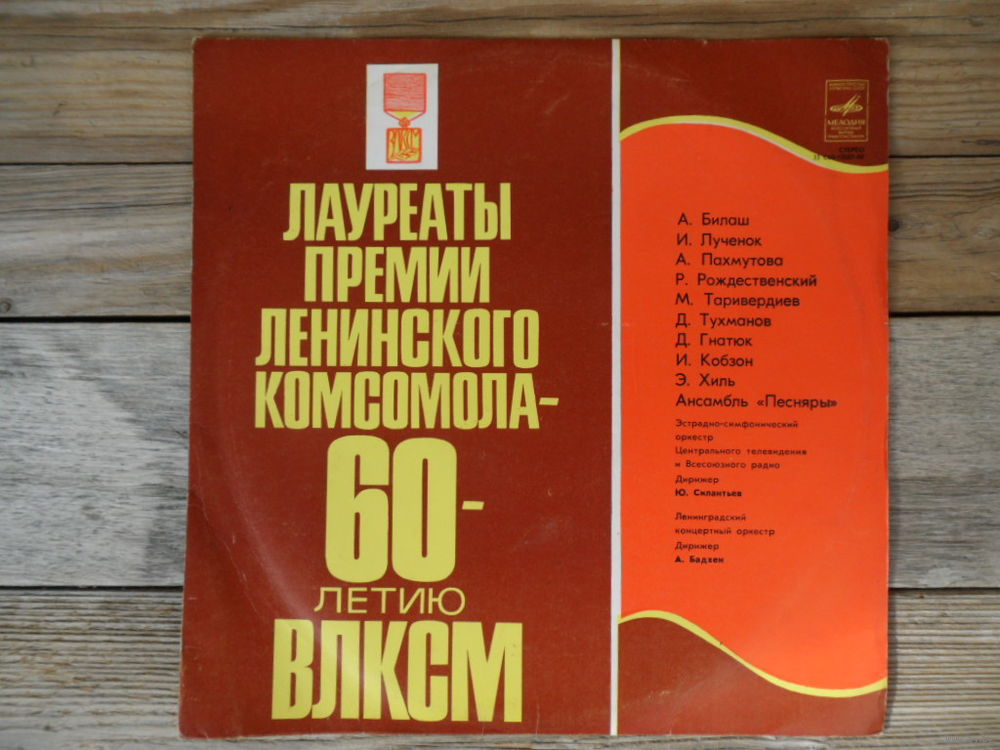 ВЛКСМ
ЛАУРЕАТЫ
ПРЕМИИ
ЛЕНИНСКОГО
КОМСОМОЛА-
60-
ЛЕТИЮ
ВЛКСМ
МЕЛОДИЯ
СТЕРЕО
А. Билаш
И. Лученок
А. Пахмутова
Р. Рождественский
М. Таривердиев
Д. Тухманов
Д. Гнатюк
И. Кобзон
Э. Хиль
Ансамбль «Песняры»
Эстрадно-симфонический
оркестр
Центрального телевидения
и Всесоюзного радио
Дирижер
Ю. Силантьев
Ленинградский
концертный оркестр
Дирижер
А. Бадхен